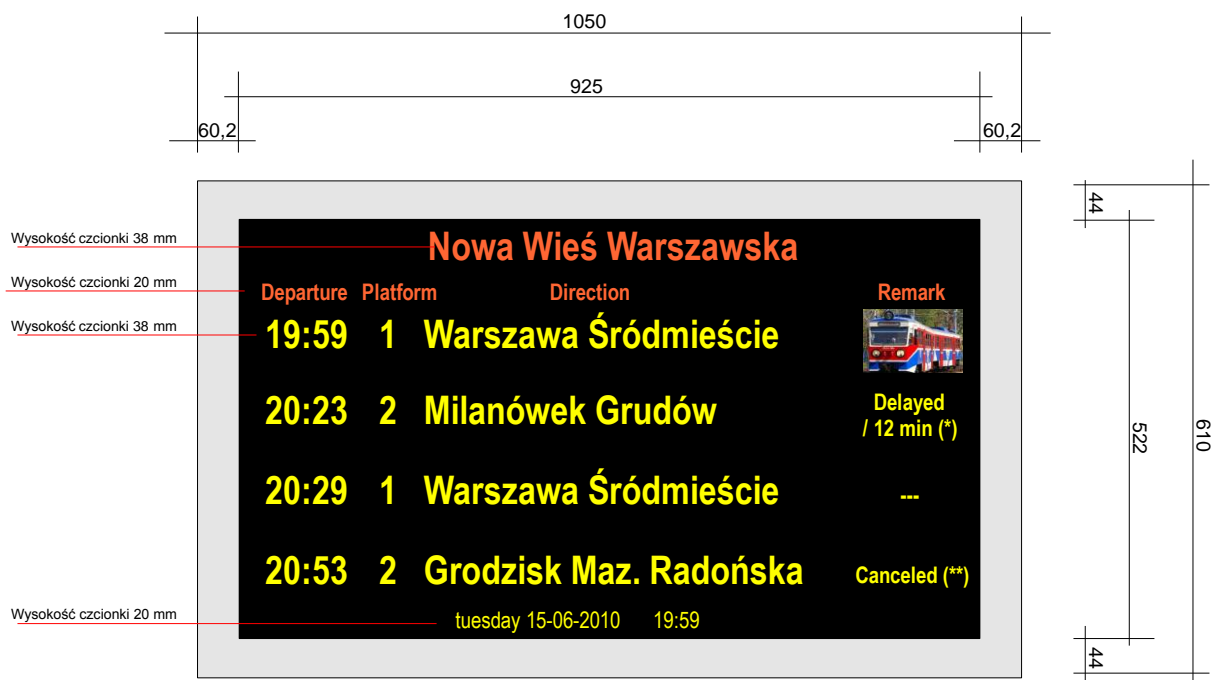 1050
925
60,2
60,2
Wysokość czcionki 38 mm
Nowa Wieś Warszawska
44
Wysokość czcionki 20 mm
Departure Platform Direction Remark
Wysokość czcionki 38 mm
19:59 1 Warszawa Śródmieście
20:23 2 Milanówek Grudów
Delayed
/ 12 min (*)
522
610
20:29 1 Warszawa Śródmieście ---
20:53 2 Grodzisk Maz. Radońska Canceled (**)
Wysokość czcionki 20 mm
tuesday 15-06-2010 19:59
44